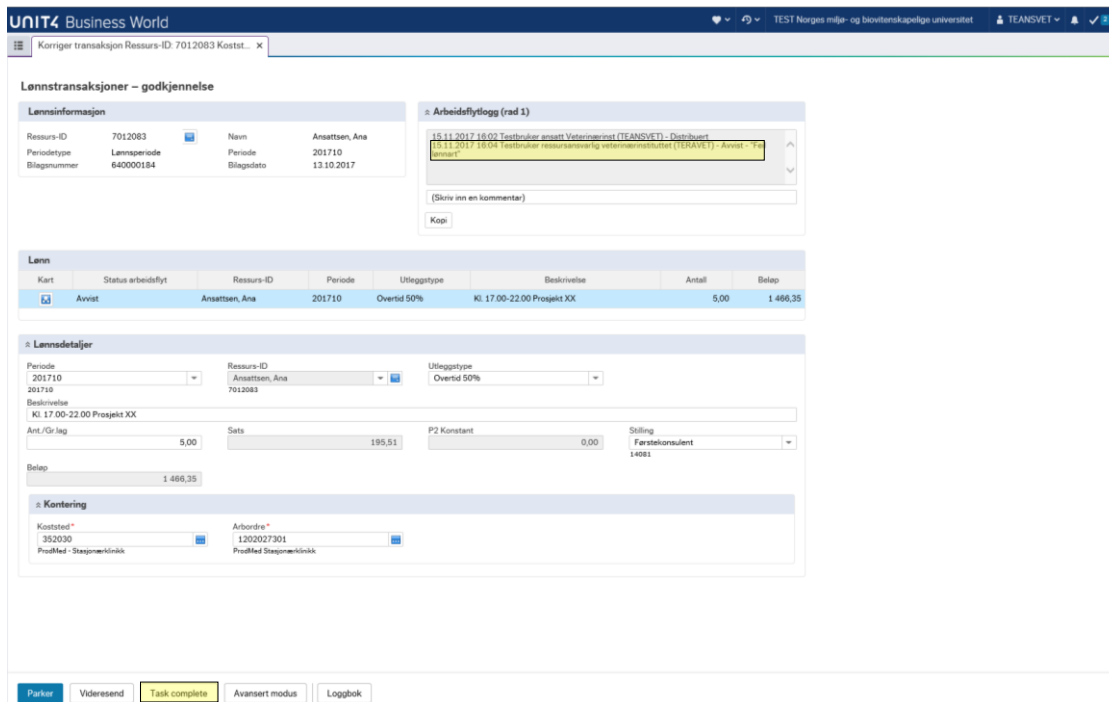 UNIT4 Business World
TEST Norges miljø- og biovitenskapelige universitet
TEANSVET
Korriger transaksjon Ressurs-ID: 7012083 Kostst... ×
Lønnstransaksjoner – godkjennelse
Lønnsinformasjon
Ressurs-ID 7012083 Navn Ansattsen, Ana
Periodetype Lønnsperiode Periode 201710
Bilagsnummer 640000184 Bilagsdato 13.10.2017
Arbeidsflytlogg (rad 1)
15.11.2017 16:02 Testbruker ansatt Veterinærinst (TEANSVET) - Distribuert
15.11.2017 16:04 Testbruker ressursansvarlig veterinærinstituttet (TERAVET) - Avvist - "Feil
lønnart"
(Skriv inn en kommentar)
Kopi
Lønn
Kart Status arbeidsflyt Ressurs-ID Periode Utleggstype Beskrivelse Antall Beløp
Avvist Ansattsen, Ana 201710 Overtid 50% Kl. 17.00-22.00 Prosjekt XX 5,00 1 466,35
Lønnsdetaljer
Periode Ressurs-ID Utleggstype
201710 Ansattsen, Ana Overtid 50%
201710 7012083
Beskrivelse
Kl. 17.00-22.00 Prosjekt XX
Ant./Gr.lag Sats P2 Konstant Stilling
5,00 195,51 0,00 Førstekonsulent
14081
Beløp
1 466,35
Kontering
Koststed* Arbordre*
352030 1202027301
ProdMed - Stasjonærklinikk ProdMed Stasjonærklinikk
Parker Videresend Task complete Avansert modus Loggbok